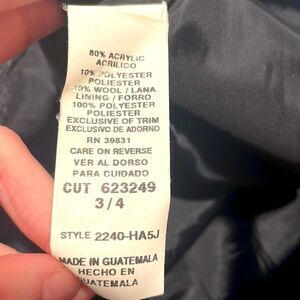 80% ACRYLIC
ACRILICO
10% POLYESTER
POLIESTER
10% WOOL / LANA
LINING / FORRO
100% POLYESTER
POLIESTER
EXCLUSIVE OF TRIM
EXCLUSIVO DE ADORNO
RN 39831
CARE ON REVERSE
VER AL DORSO
PARA CUIDADO
CUT 623249
3 / 4
STYLE 2240-HA5J
MADE IN GUATEMALA
HECHO EN
GUATEMALA